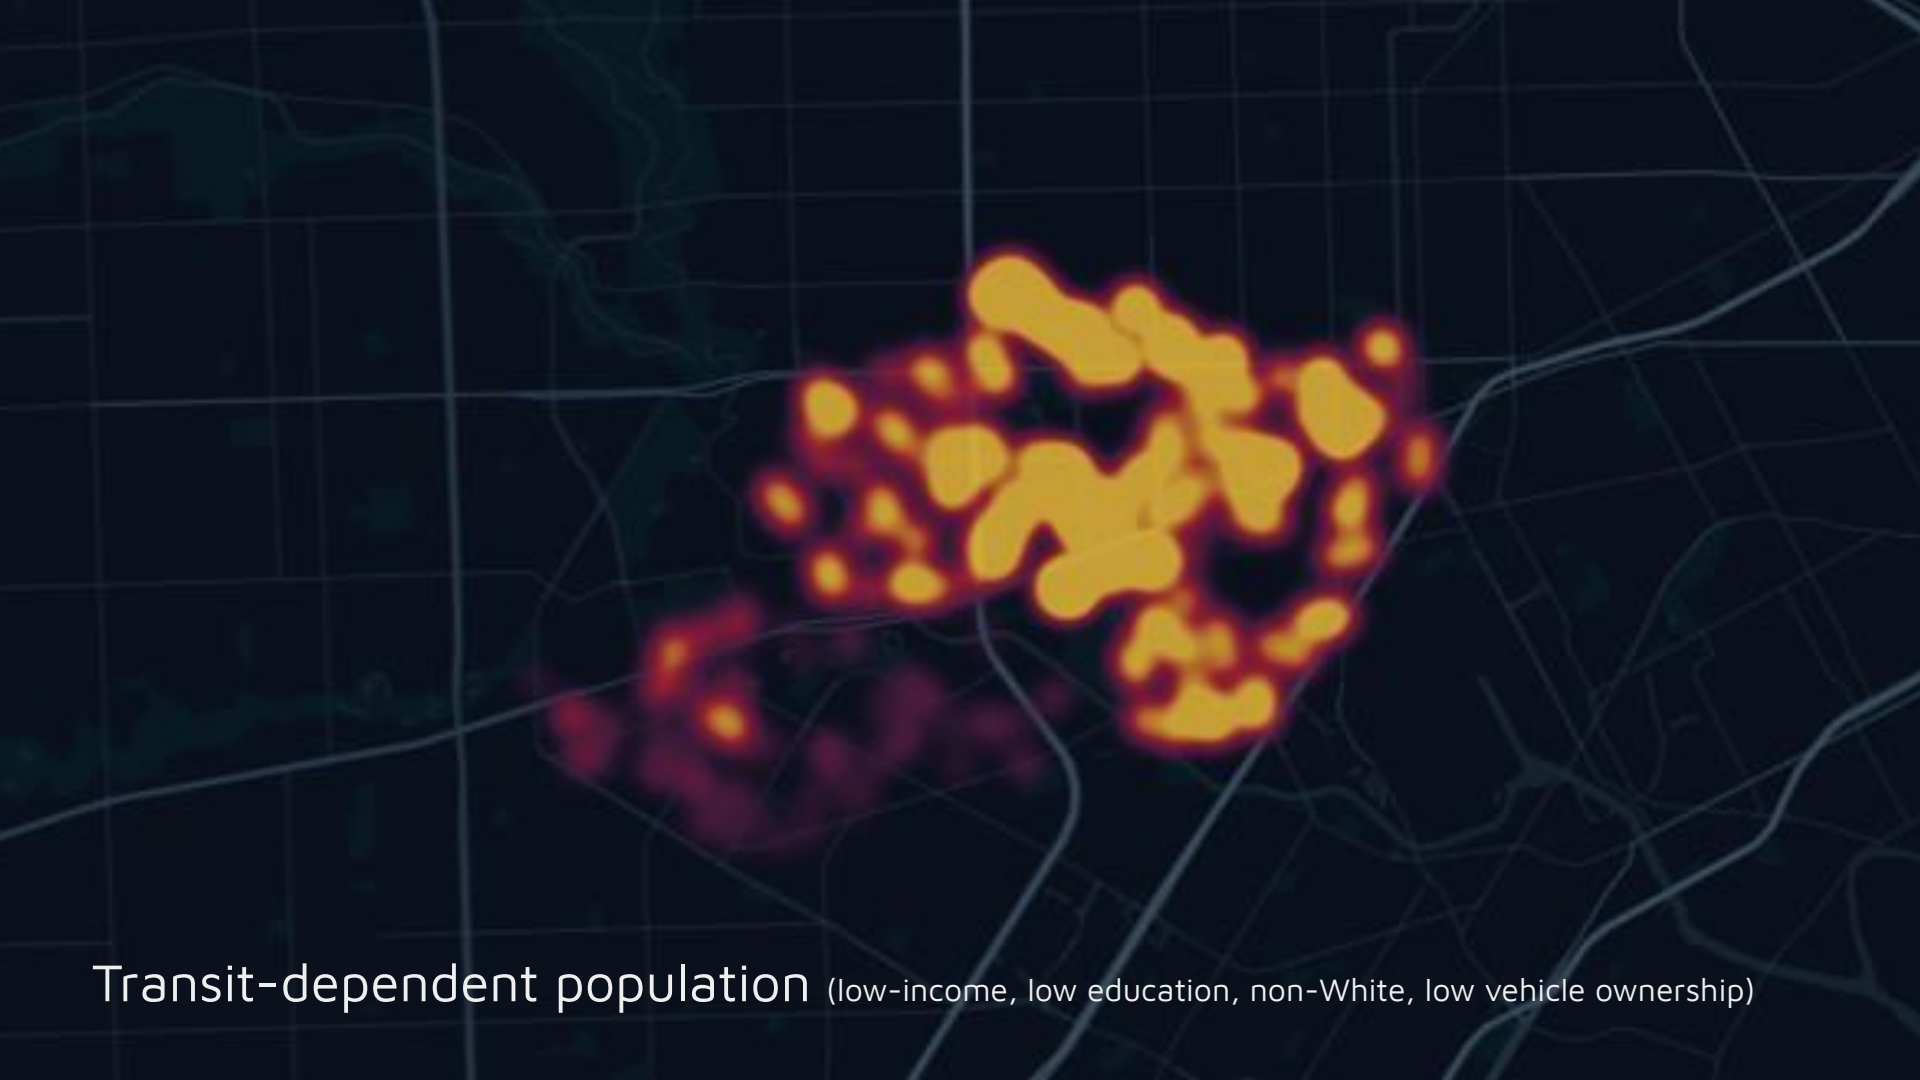 Transit-dependent population (low-income, low education, non-White, low vehicle ownership)